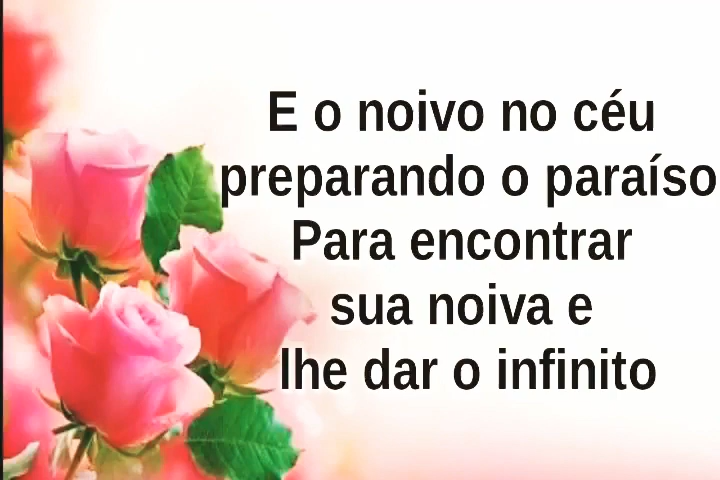 E o noivo no céu
preparando o paraíso
Para encontrar
sua noiva e
lhe dar o infinito